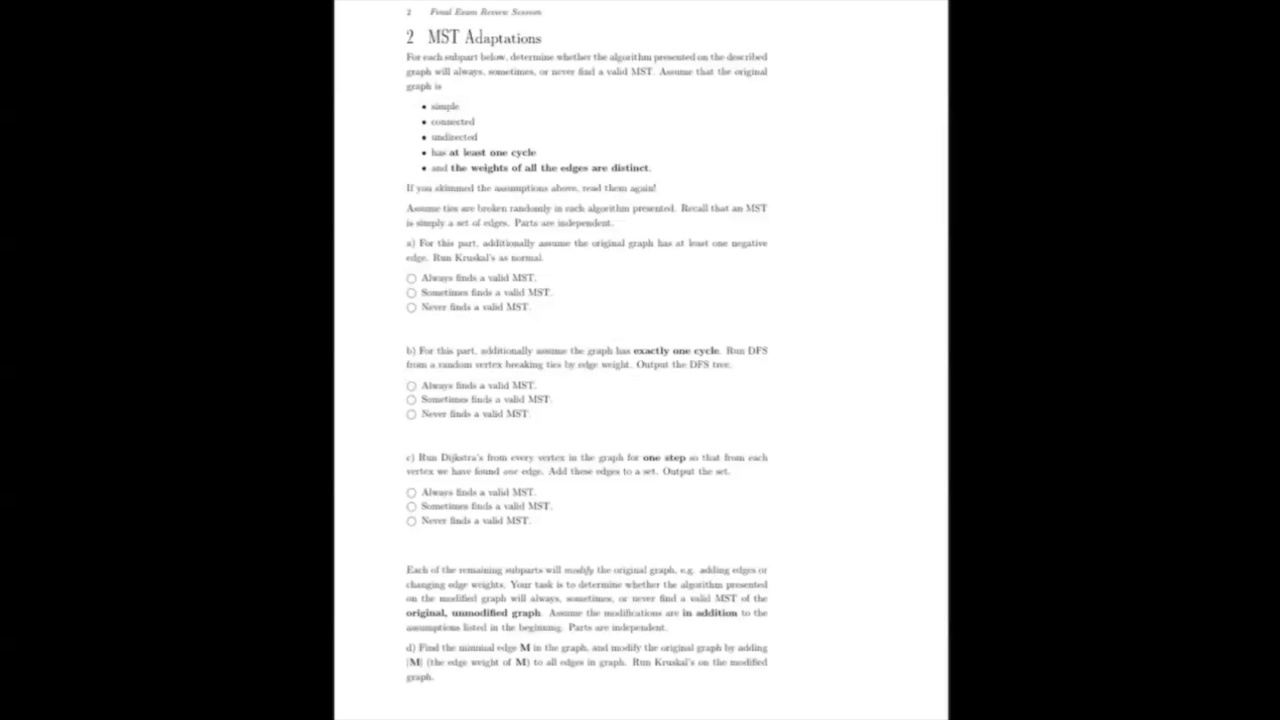 2 Final Exam Review Session
2 MST Adaptations
For each subpart below, determine whether the algorithm presented on the described
graph will always, sometimes, or never find a valid MST. Assume that the original
graph is
• simple
• connected
• undirected
• has at least one cycle
• and the weights of all the edges are distinct.
If you skimmed the assumptions above, read them again!
Assume ties are broken randomly in each algorithm presented. Recall that an MST
is simply a set of edges. Parts are independent.
a) For this part, additionally assume the original graph has at least one negative
edge. Run Kruskal's as normal.
○ Always finds a valid MST.
○ Sometimes finds a valid MST.
○ Never finds a valid MST.
b) For this part, additionally assume the graph has exactly one cycle. Run DFS
from a random vertex breaking ties by edge weight. Output the DFS tree.
○ Always finds a valid MST.
○ Sometimes finds a valid MST.
○ Never finds a valid MST.
c) Run Dijkstra's from every vertex in the graph for one step so that from each
vertex we have found one edge. Add these edges to a set. Output the set.
○ Always finds a valid MST.
○ Sometimes finds a valid MST.
○ Never finds a valid MST.
Each of the remaining subparts will modify the original graph, e.g. adding edges or
changing edge weights. Your task is to determine whether the algorithm presented
on the modified graph will always, sometimes, or never find a valid MST of the
original, unmodified graph. Assume the modifications are in addition to the
assumptions listed in the beginning. Parts are independent.
d) Find the minimal edge M in the graph, and modify the original graph by adding
|M| (the edge weight of M) to all edges in graph. Run Kruskal's on the modified
graph.